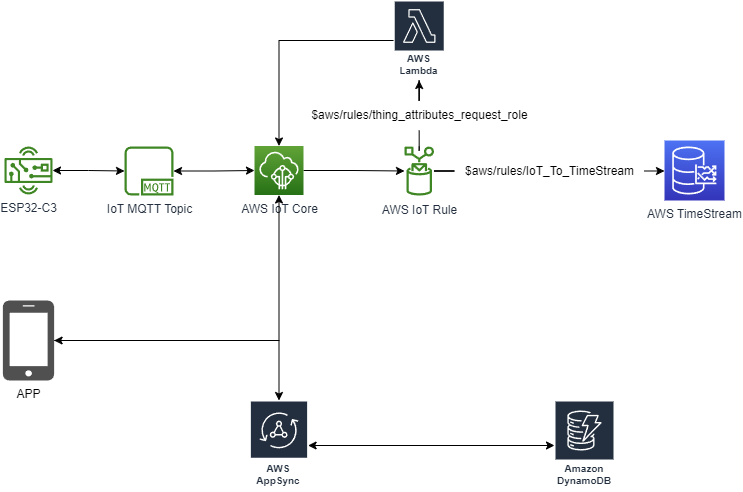 AWS
Lambda
$aws/rules/thing_attributes_request_role
MQTT
$aws/rules/IoT_To_TimeStream
ESP32-C3
IoT MQTT Topic
AWS IoT Core
AWS IoT Rule
AWS TimeStream
APP
AWS
AppSync
Amazon
DynamoDB